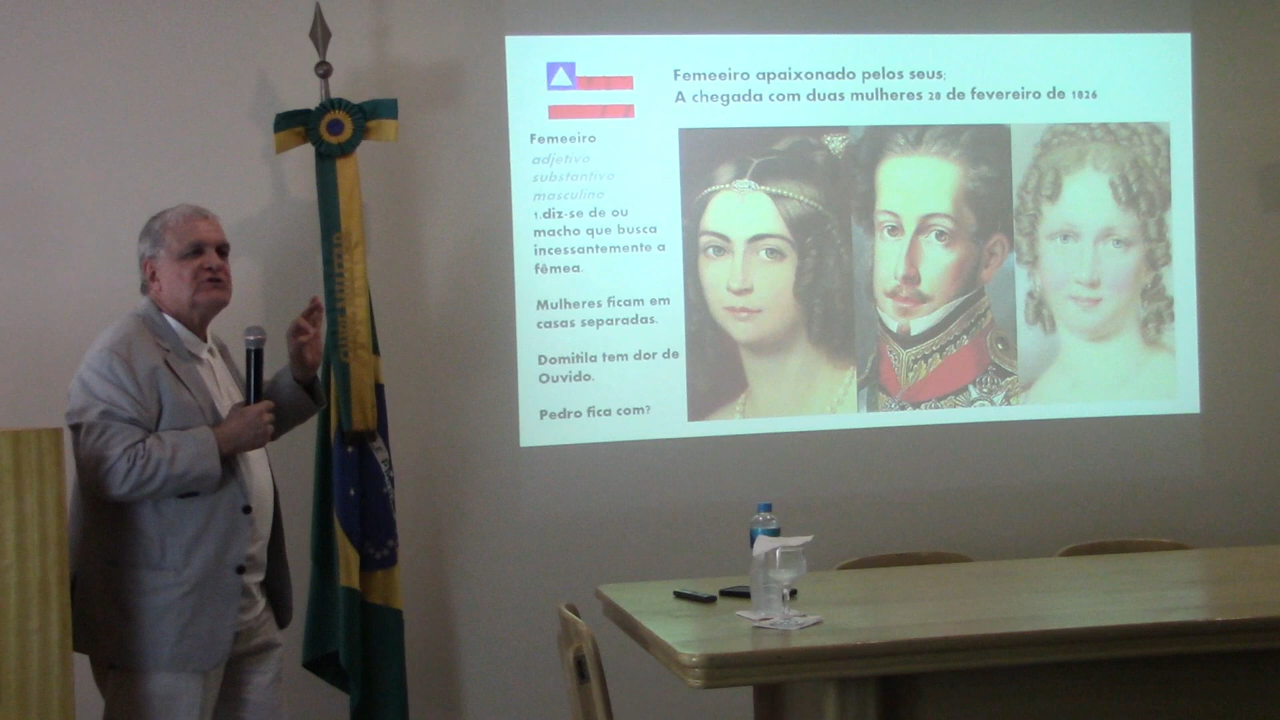 Femeeiro apaixonado pelos seus;
A chegada com duas mulheres 28 de fevereiro de 1826
Femeeiro
adjetivo
substantivo
masculino
1.diz-se de ou
macho que busca
incessantemente a
fêmea.
Mulheres ficam em
casas separadas.
Domitila tem dor de
Ouvido.
Pedro fica com?